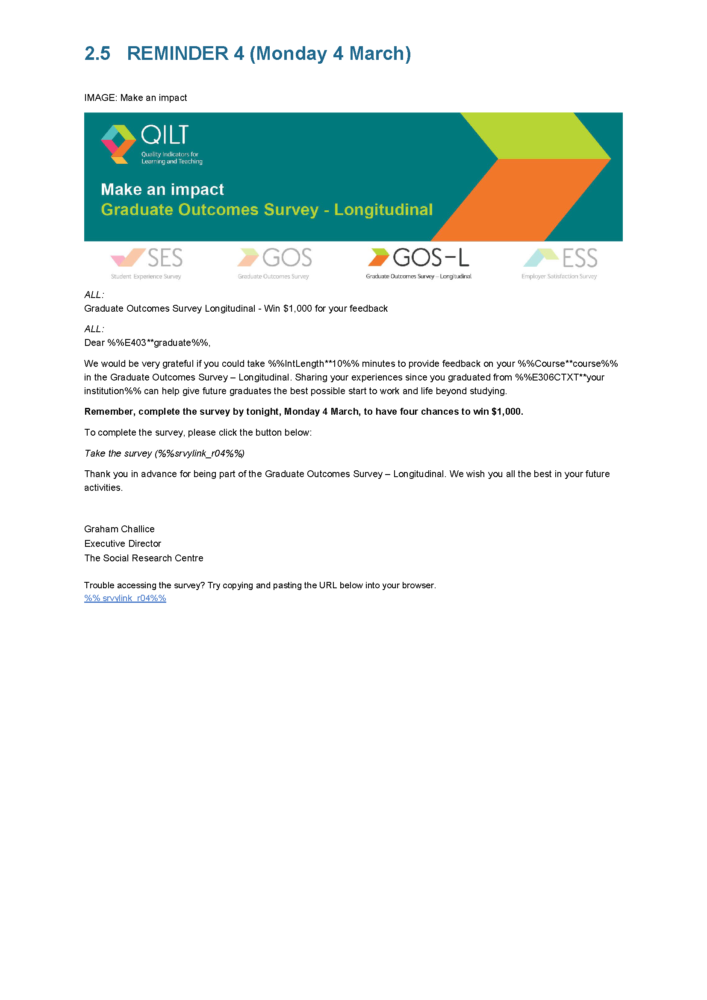 2.5 REMINDER 4 (Monday 4 March)
IMAGE: Make an impact
QILT
Quality Indicators for
Learning and Teaching
Make an impact
Graduate Outcomes Survey - Longitudinal
SES
Student Experience Survey
GOS
Graduate Outcomes Survey
GOS-L
Graduate Outcomes Survey – Longitudinal
ESS
Employer Satisfaction Survey
ALL:
Graduate Outcomes Survey Longitudinal - Win $1,000 for your feedback
ALL:
Dear %%E403**graduate%%,
We would be very grateful if you could take %%IntLength**10%% minutes to provide feedback on your %%Course**course%%
in the Graduate Outcomes Survey – Longitudinal. Sharing your experiences since you graduated from %%E306CTXT**your
institution%% can help give future graduates the best possible start to work and life beyond studying.
Remember, complete the survey by tonight, Monday 4 March, to have four chances to win $1,000.
To complete the survey, please click the button below:
Take the survey (%%srvylink_r04%%)
Thank you in advance for being part of the Graduate Outcomes Survey – Longitudinal. We wish you all the best in your future
activities.
Graham Challice
Executive Director
The Social Research Centre
Trouble accessing the survey? Try copying and pasting the URL below into your browser.
%% srvylink_r04%%